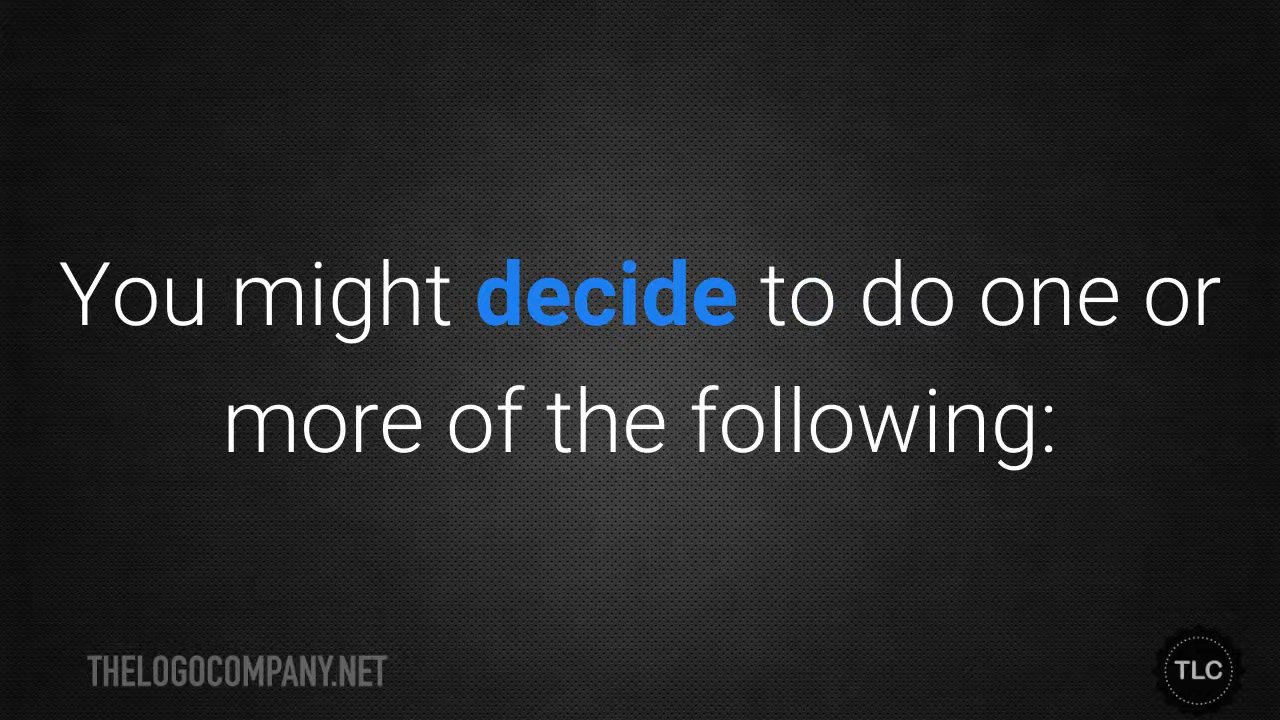 You might decide to do one or
more of the following:
THELOGOCOMPANY.NET
TLC